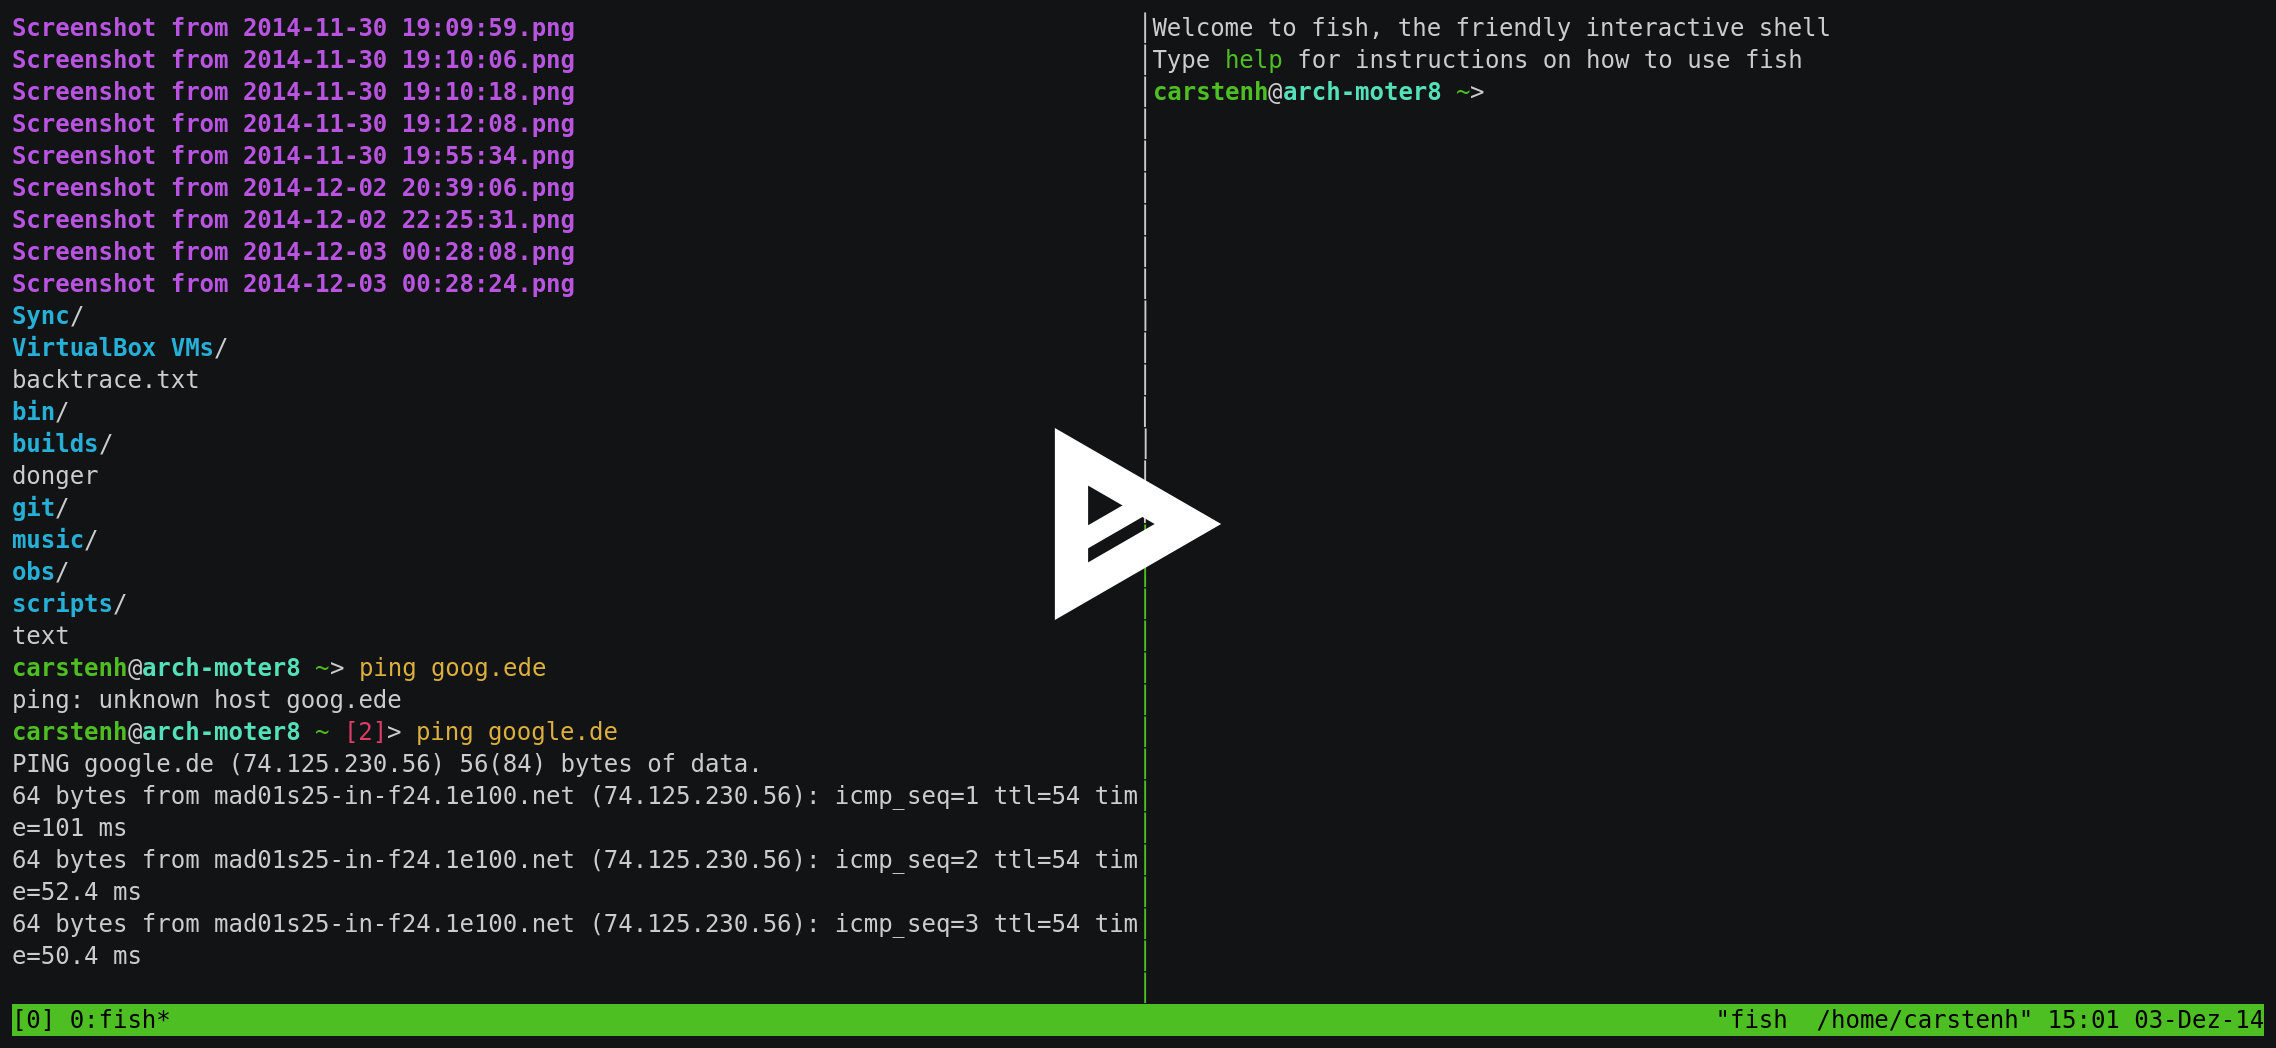 Screenshot from 2014-11-30 19:09:59.png
Screenshot from 2014-11-30 19:10:06.png
Screenshot from 2014-11-30 19:10:18.png
Screenshot from 2014-11-30 19:12:08.png
Screenshot from 2014-11-30 19:55:34.png
Screenshot from 2014-12-02 20:39:06.png
Screenshot from 2014-12-02 22:25:31.png
Screenshot from 2014-12-03 00:28:08.png
Screenshot from 2014-12-03 00:28:24.png
Sync/
VirtualBox VMs/
backtrace.txt
bin/
builds/
donger
git/
music/
obs/
scripts/
text
carstenh@arch-moter8 ~> ping goog.ede
ping: unknown host goog.ede
carstenh@arch-moter8 ~ [2]> ping google.de
PING google.de (74.125.230.56) 56(84) bytes of data.
64 bytes from mad01s25-in-f24.1e100.net (74.125.230.56): icmp_seq=1 ttl=54 tim
e=101 ms
64 bytes from mad01s25-in-f24.1e100.net (74.125.230.56): icmp_seq=2 ttl=54 tim
e=52.4 ms
64 bytes from mad01s25-in-f24.1e100.net (74.125.230.56): icmp_seq=3 ttl=54 tim
e=50.4 ms
Welcome to fish, the friendly interactive shell
Type help for instructions on how to use fish
carstenh@arch-moter8 ~>
[0] 0:fish*
"fish  /home/carstenh" 15:01 03-Dez-14